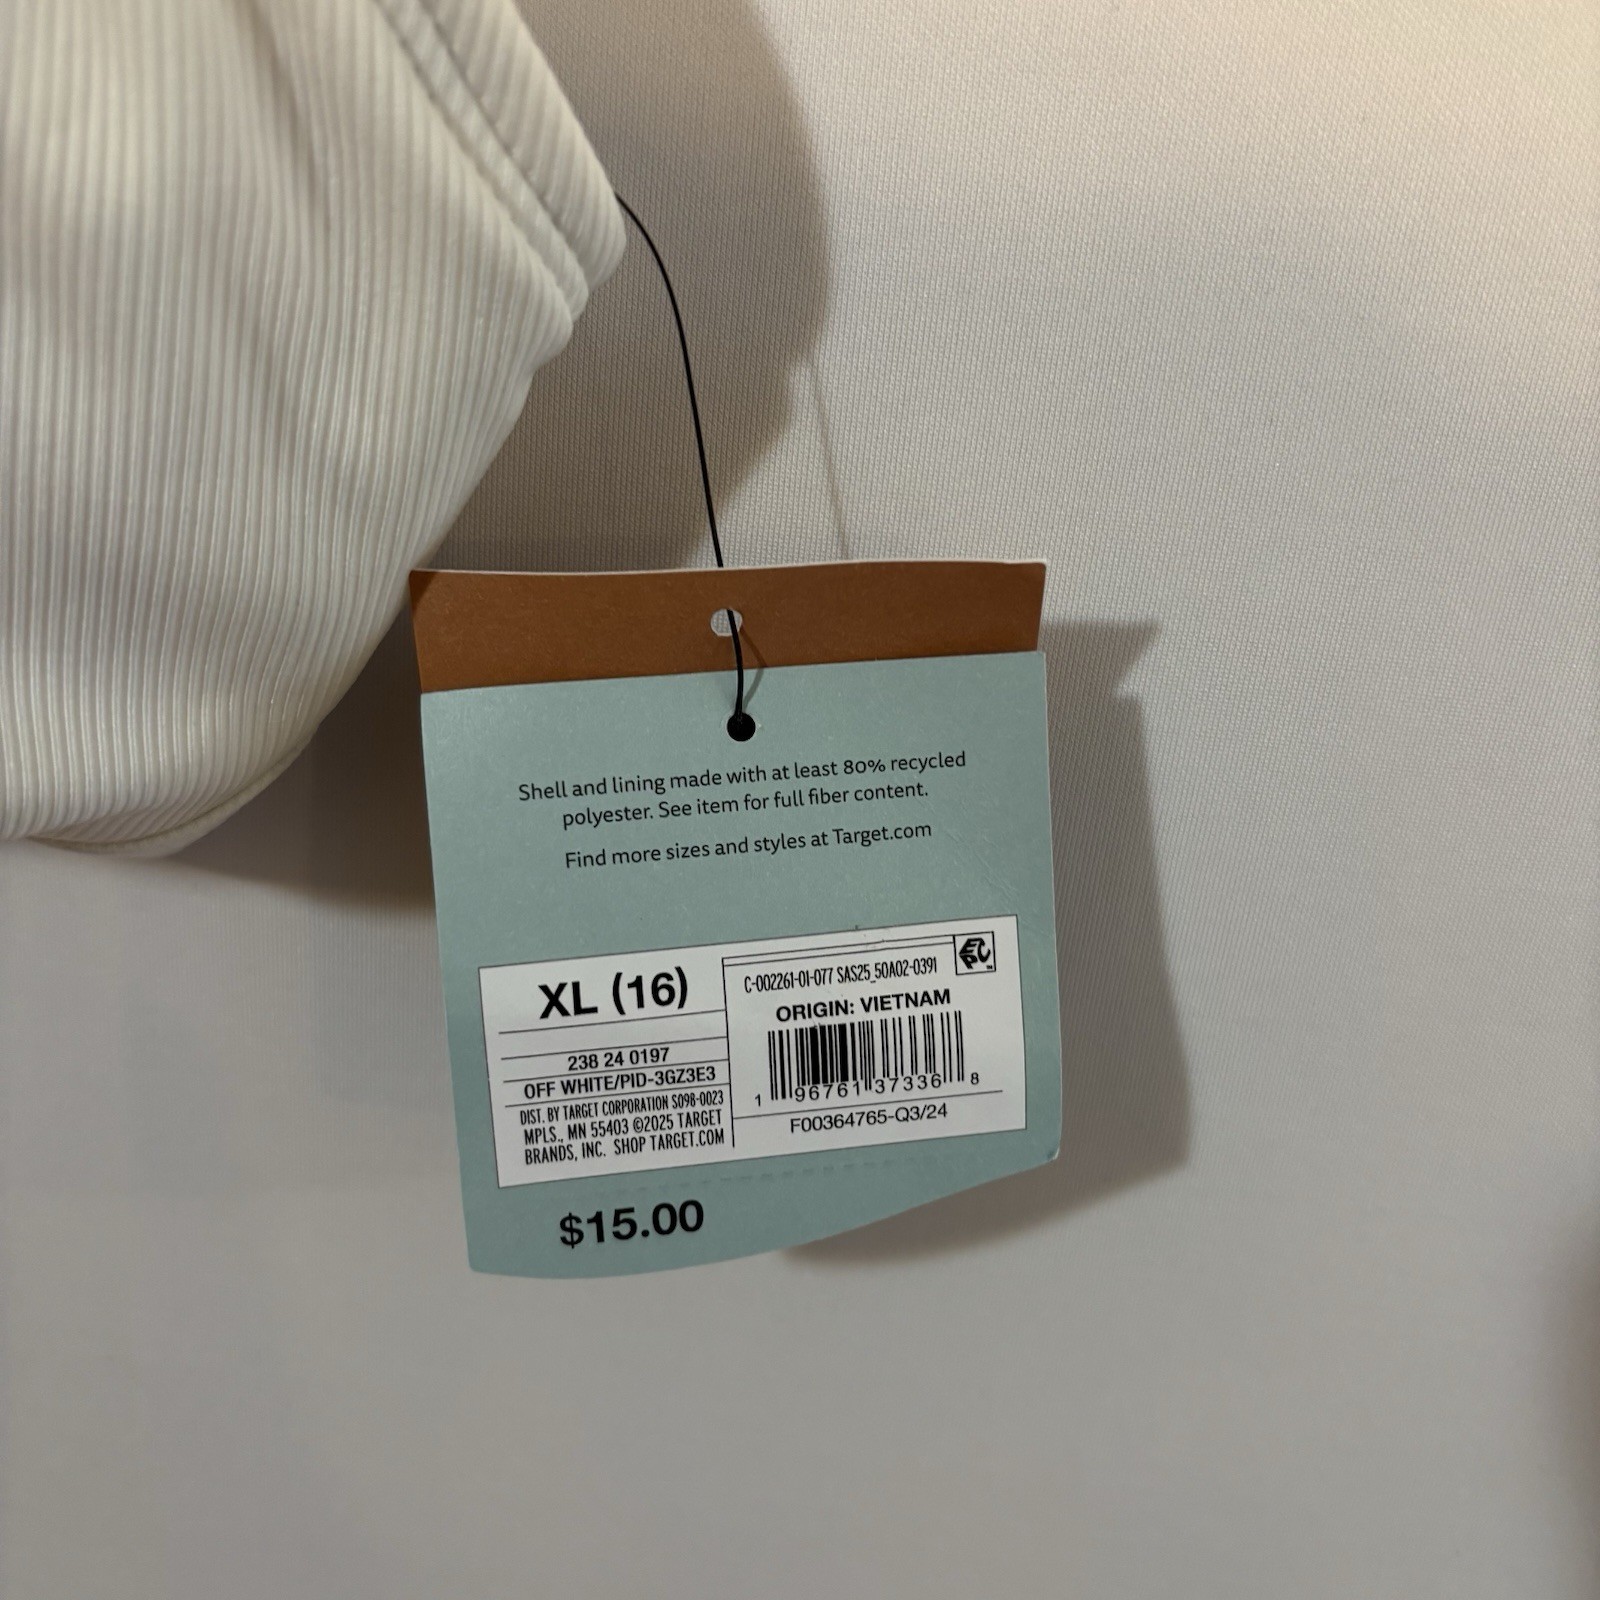 Shell and lining made with at least 80% recycled
polyester. See item for full fiber content.
Find more sizes and styles at Target.com
XL (16)
238 24 0197
OFF WHITE/PID-3GZ3E3
DIST. BY TARGET CORPORATION S098-0023
MPLS., MN 55403 ©2025 TARGET
BRANDS, INC. SHOP TARGET.COM
EPC™
C-002261-01-077 SAS25_50A02-0391
ORIGIN: VIETNAM
1 96761 37336 8
F00364765-Q3/24
$15.00